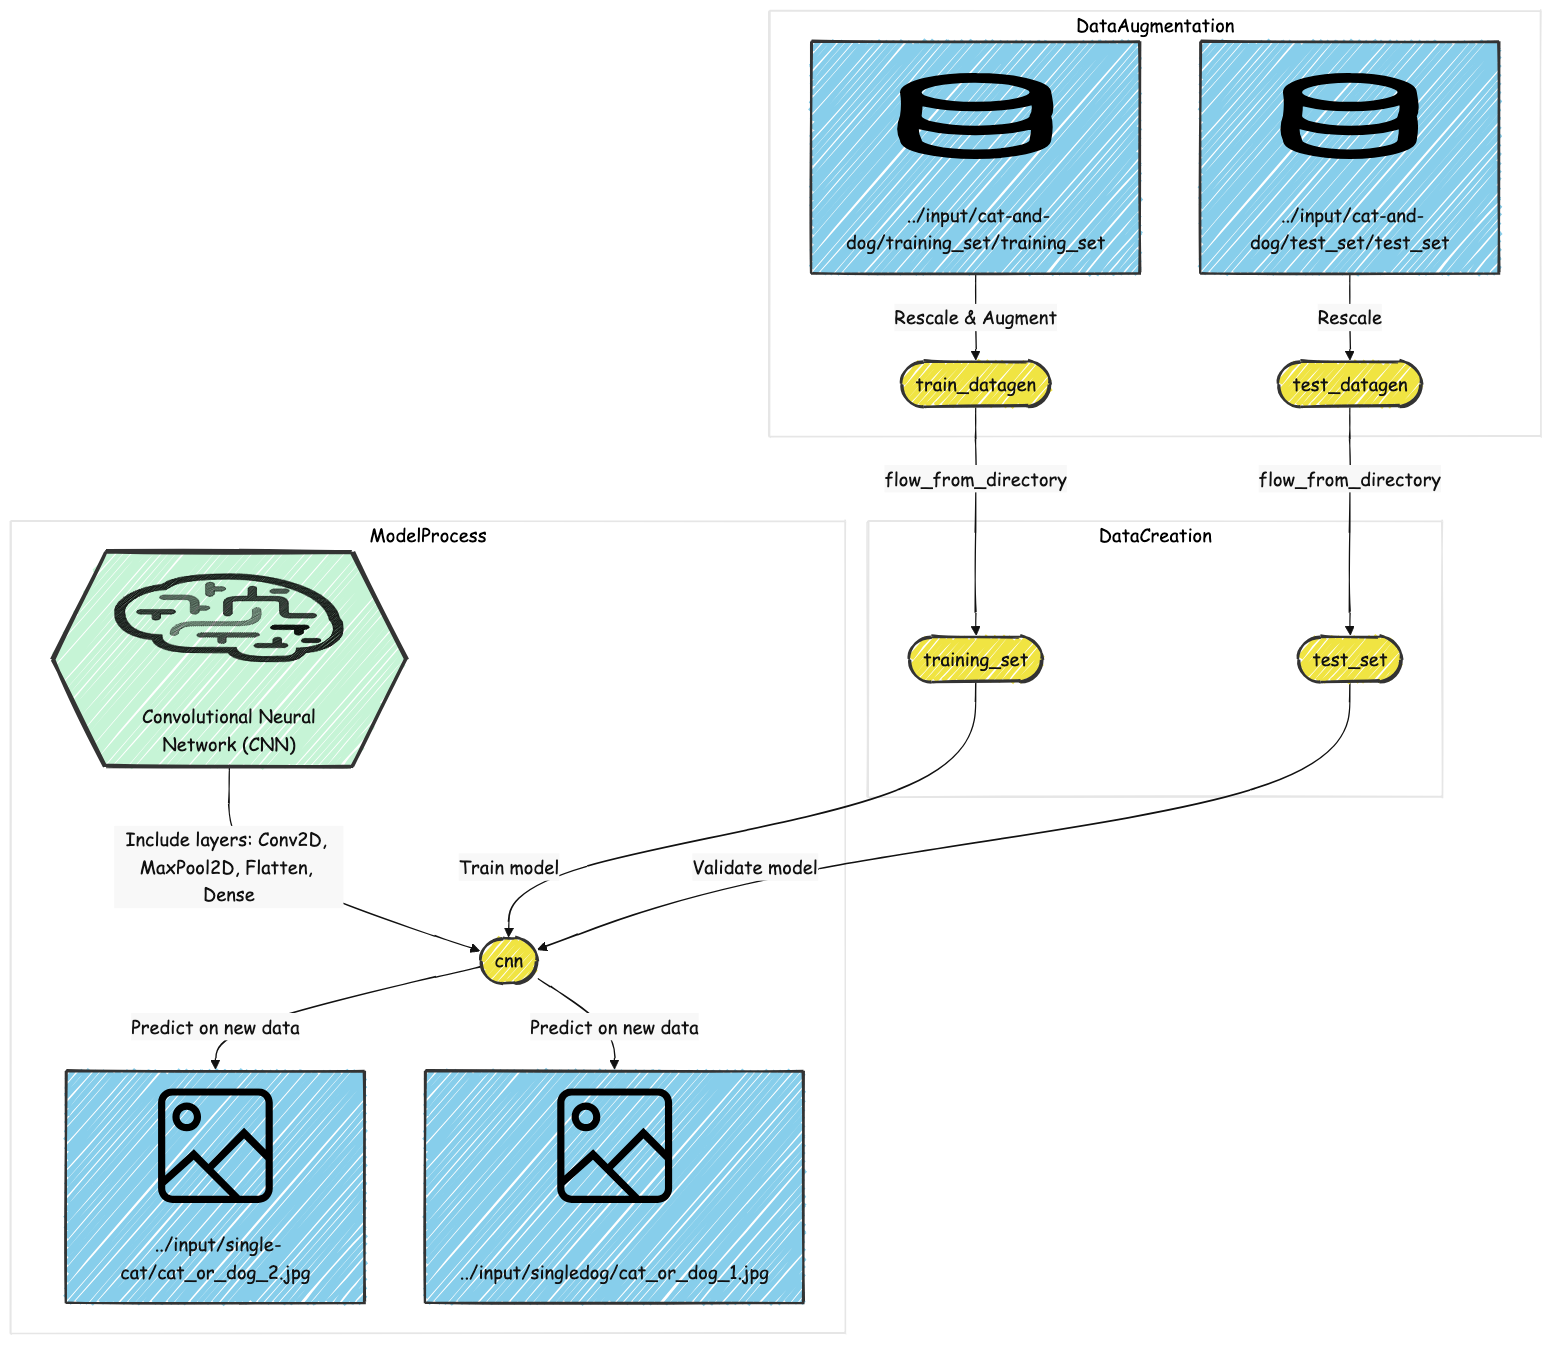 DataAugmentation
../input/cat-and-
dog/training_set/training_set
../input/cat-and-
dog/test_set/test_set
Rescale & Augment
Rescale
train_datagen
test_datagen
flow_from_directory
flow_from_directory
ModelProcess
DataCreation
Convolutional Neural
Network (CNN)
training_set
test_set
Include layers: Conv2D,
MaxPool2D, Flatten,
Dense
Train model
Validate model
cnn
Predict on new data
Predict on new data
../input/single-
cat/cat_or_dog_2.jpg
../input/singledog/cat_or_dog_1.jpg